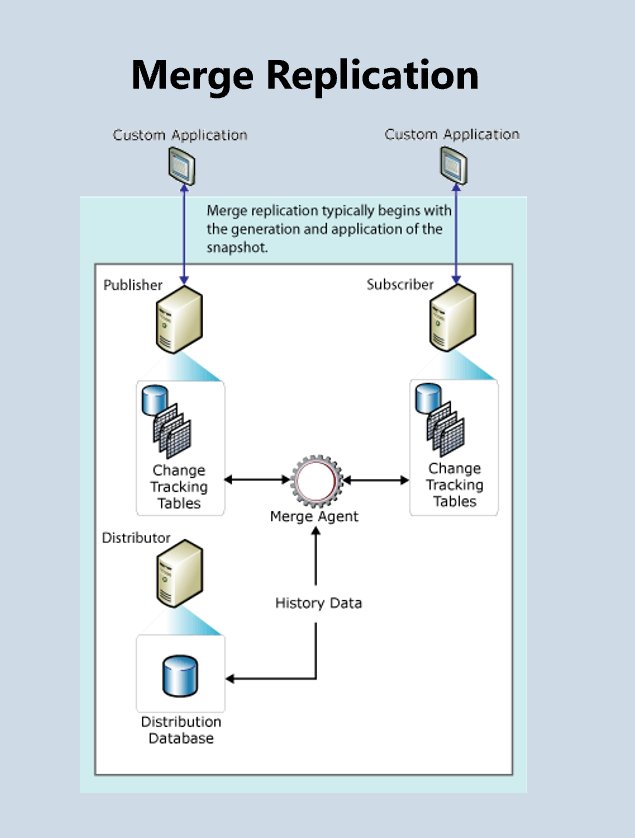 Merge Replication
Custom Application
Custom Application
Merge replication typically begins with
the generation and application of the
snapshot.
Publisher
Subscriber
Change
Tracking
Tables
Change
Tracking
Tables
Merge Agent
Distributor
History Data
Distribution
Database